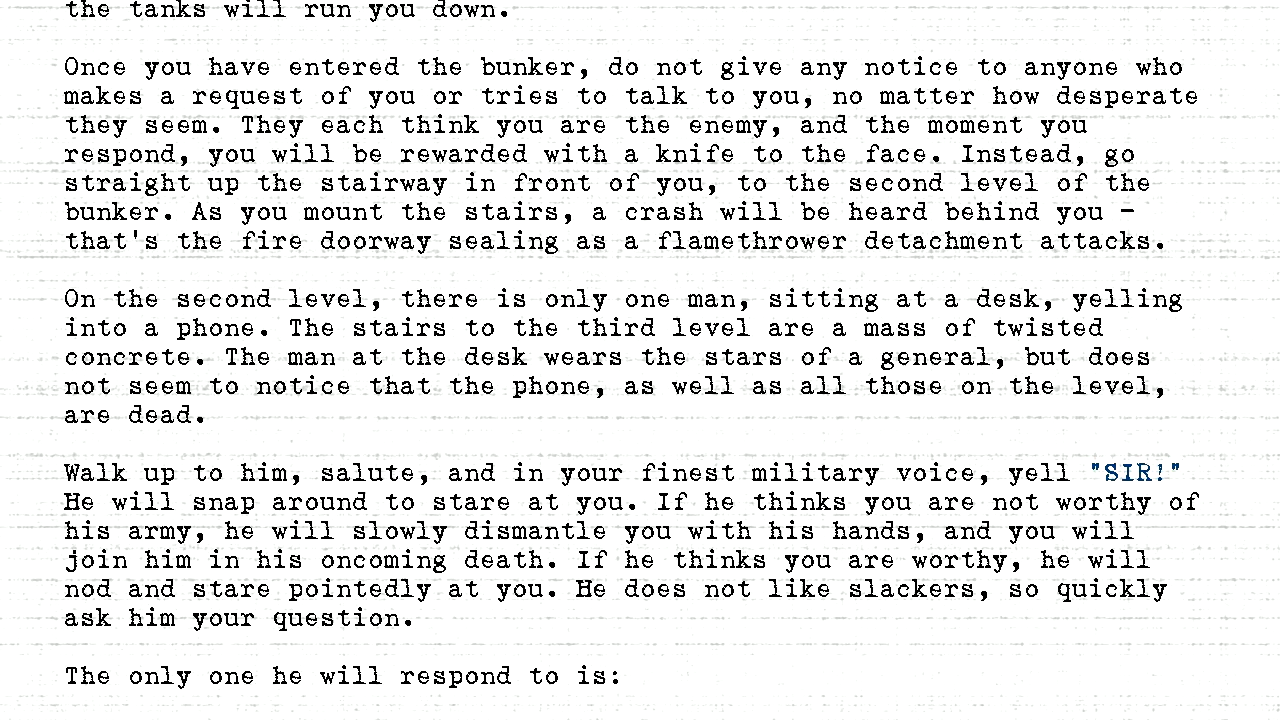 the tanks will run you down.
Once you have entered the bunker, do not give any notice to anyone who
makes a request of you or tries to talk to you, no matter how desperate
they seem. They each think you are the enemy, and the moment you
respond, you will be rewarded with a knife to the face. Instead, go
straight up the stairway in front of you, to the second level of the
bunker. As you mount the stairs, a crash will be heard behind you -
that's the fire doorway sealing as a flamethrower detachment attacks.
On the second level, there is only one man, sitting at a desk, yelling
into a phone. The stairs to the third level are a mass of twisted
concrete. The man at the desk wears the stars of a general, but does
not seem to notice that the phone, as well as all those on the level,
are dead.
Walk up to him, salute, and in your finest military voice, yell "SIR!"
He will snap around to stare at you. If he thinks you are not worthy of
his army, he will slowly dismantle you with his hands, and you will
join him in his oncoming death. If he thinks you are worthy, he will
nod and stare pointedly at you. He does not like slackers, so quickly
ask him your question.
The only one he will respond to is: